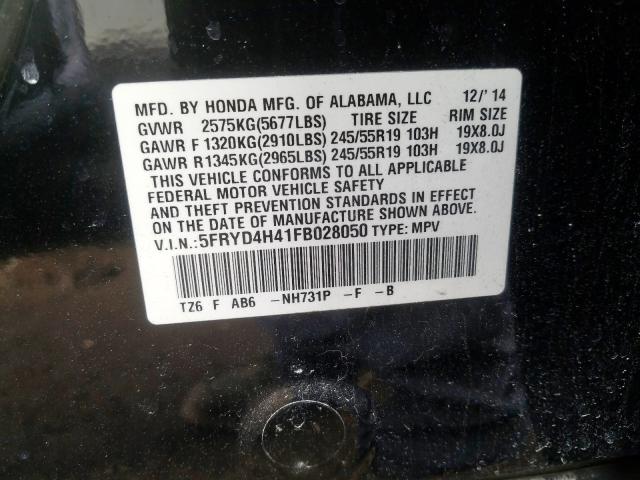 MFD. BY HONDA MFG. OF ALABAMA, LLC 12/'14
GVWR 2575KG(5677LBS) TIRE SIZE RIM SIZE
GAWR F 1320KG(2910LBS) 245/55R19 103H 19X8.0J
GAWR R1345KG(2965LBS) 245/55R19 103H 19X8.0J
THIS VEHICLE CONFORMS TO ALL APPLICABLE
FEDERAL MOTOR VEHICLE SAFETY
AND THEFT PREVENTION STANDARDS IN EFFECT
ON THE DATE OF MANUFACTURE SHOWN ABOVE.
V.I.N.:5FRYD4H41FB028050 TYPE: MPV
TZ6 F AB6 -NH731P -F -B